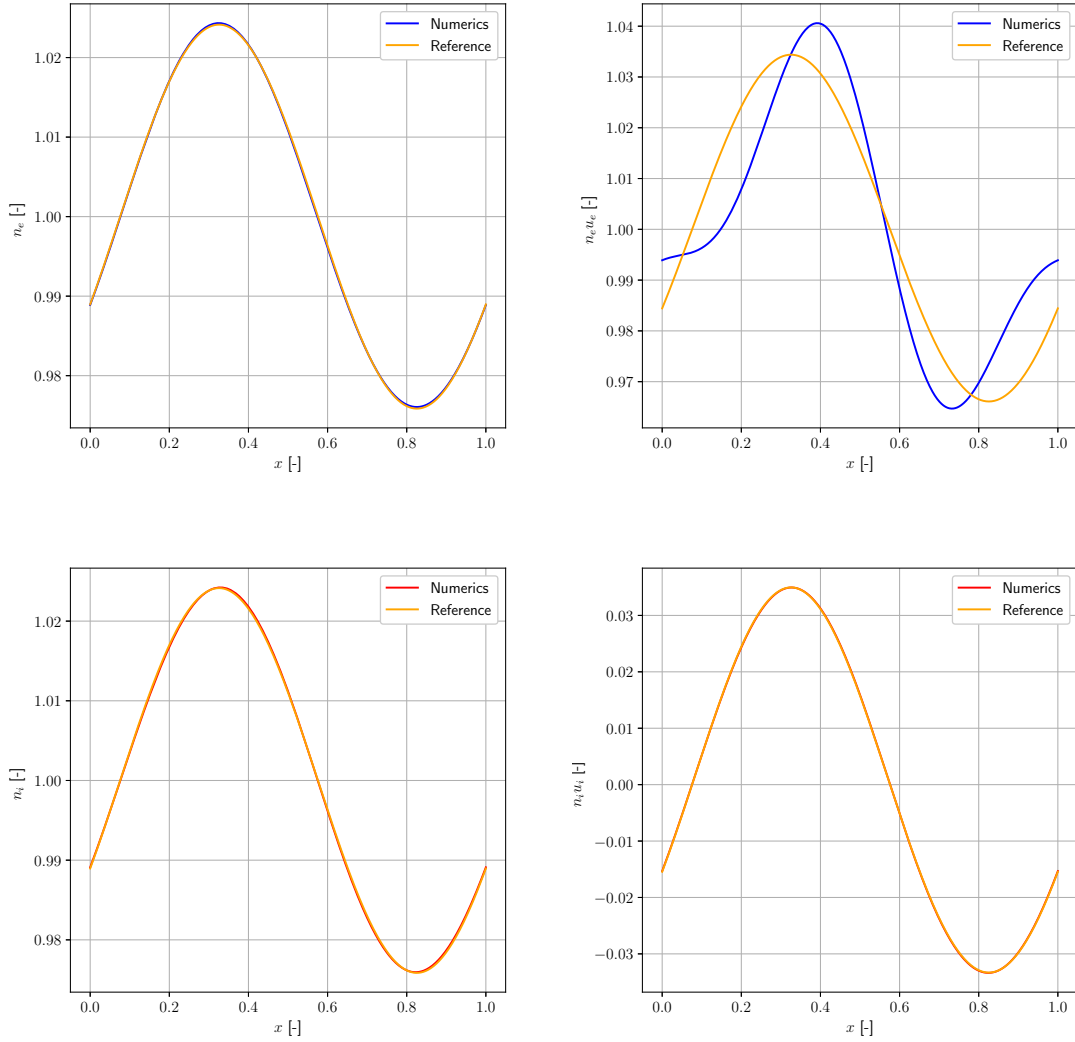 Numerics
Reference
1.02
1.01
1.00
0.99
0.98
n_e [-]
0.0 0.2 0.4 0.6 0.8 1.0
x [-]
Numerics
Reference
1.04
1.03
1.02
1.01
1.00
0.99
0.98
0.97
n_e u_e [-]
0.0 0.2 0.4 0.6 0.8 1.0
x [-]
Numerics
Reference
1.02
1.01
1.00
0.99
0.98
n_i [-]
0.0 0.2 0.4 0.6 0.8 1.0
x [-]
Numerics
Reference
0.03
0.02
0.01
0.00
−0.01
−0.02
−0.03
n_i u_i [-]
0.0 0.2 0.4 0.6 0.8 1.0
x [-]